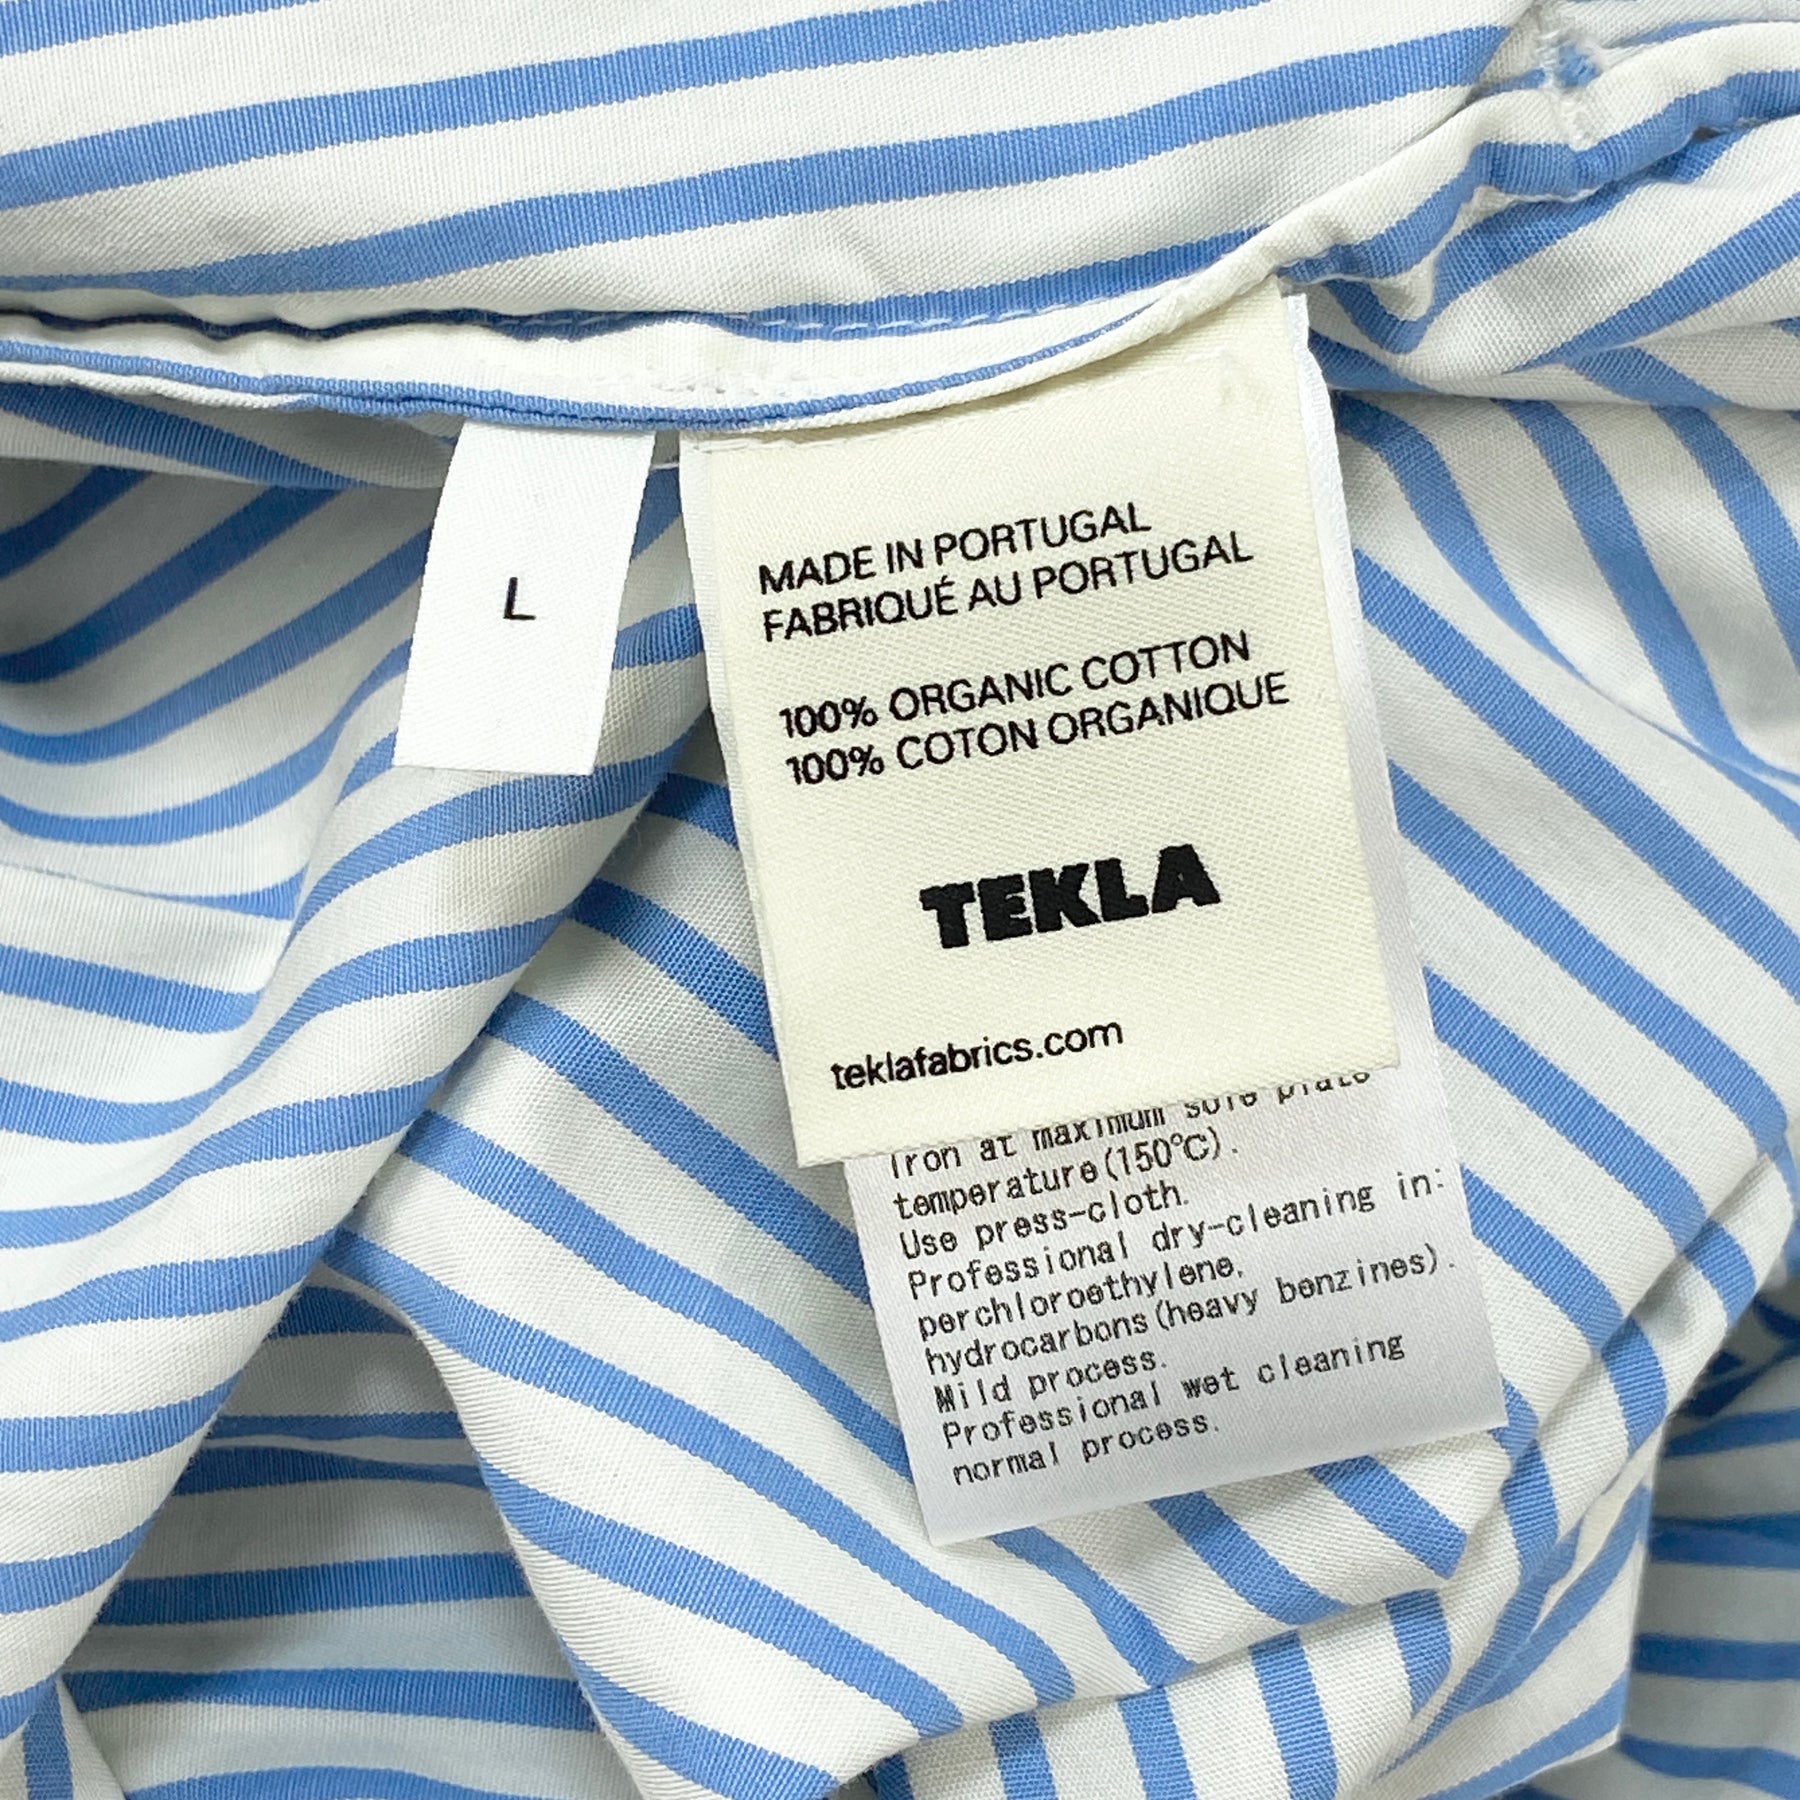 L
MADE IN PORTUGAL
FABRIQUÉ AU PORTUGAL
100% ORGANIC COTTON
100% COTON ORGANIQUE
TEKLA
teklafabrics.com
Iron at maximum sole plate
temperature(150℃).
Use press-cloth.
Professional dry-cleaning in:
perchloroethylene,
hydrocarbons(heavy benzines).
Mild process.
Professional wet cleaning
normal process.